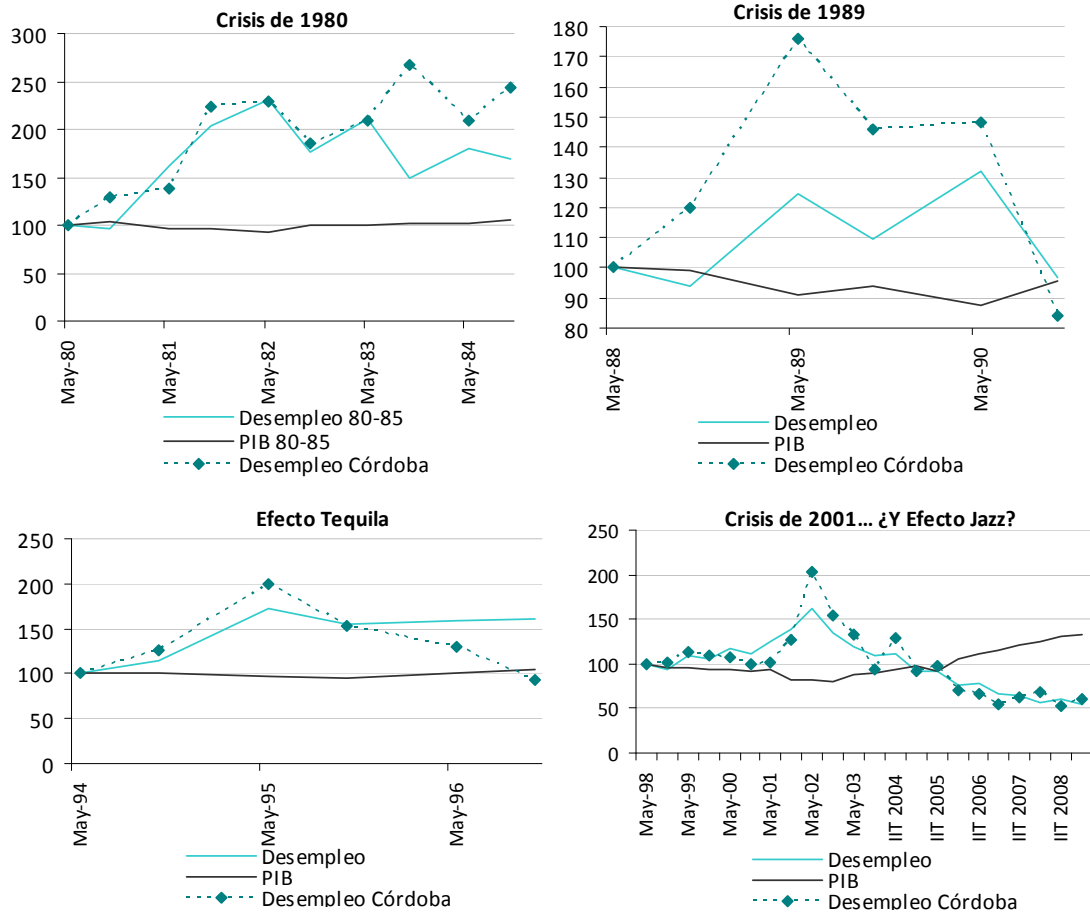 Crisis de 1980
300
250
200
150
100
50
0
May-80
May-81
May-82
May-83
May-84
Desempleo 80-85
PIB 80-85
Desempleo Córdoba
Crisis de 1989
180
170
160
150
140
130
120
110
100
90
80
May-88
May-89
May-90
Desempleo
PIB
Desempleo Córdoba
Efecto Tequila
250
200
150
100
50
0
May-94
May-95
May-96
Desempleo
PIB
Desempleo Córdoba
Crisis de 2001... ¿Y Efecto Jazz?
250
200
150
100
50
0
May-98
May-99
May-00
May-01
May-02
May-03
IIT 2004
IIT 2005
IIT 2006
IIT 2007
IIT 2008
Desempleo
PIB
Desempleo Córdoba